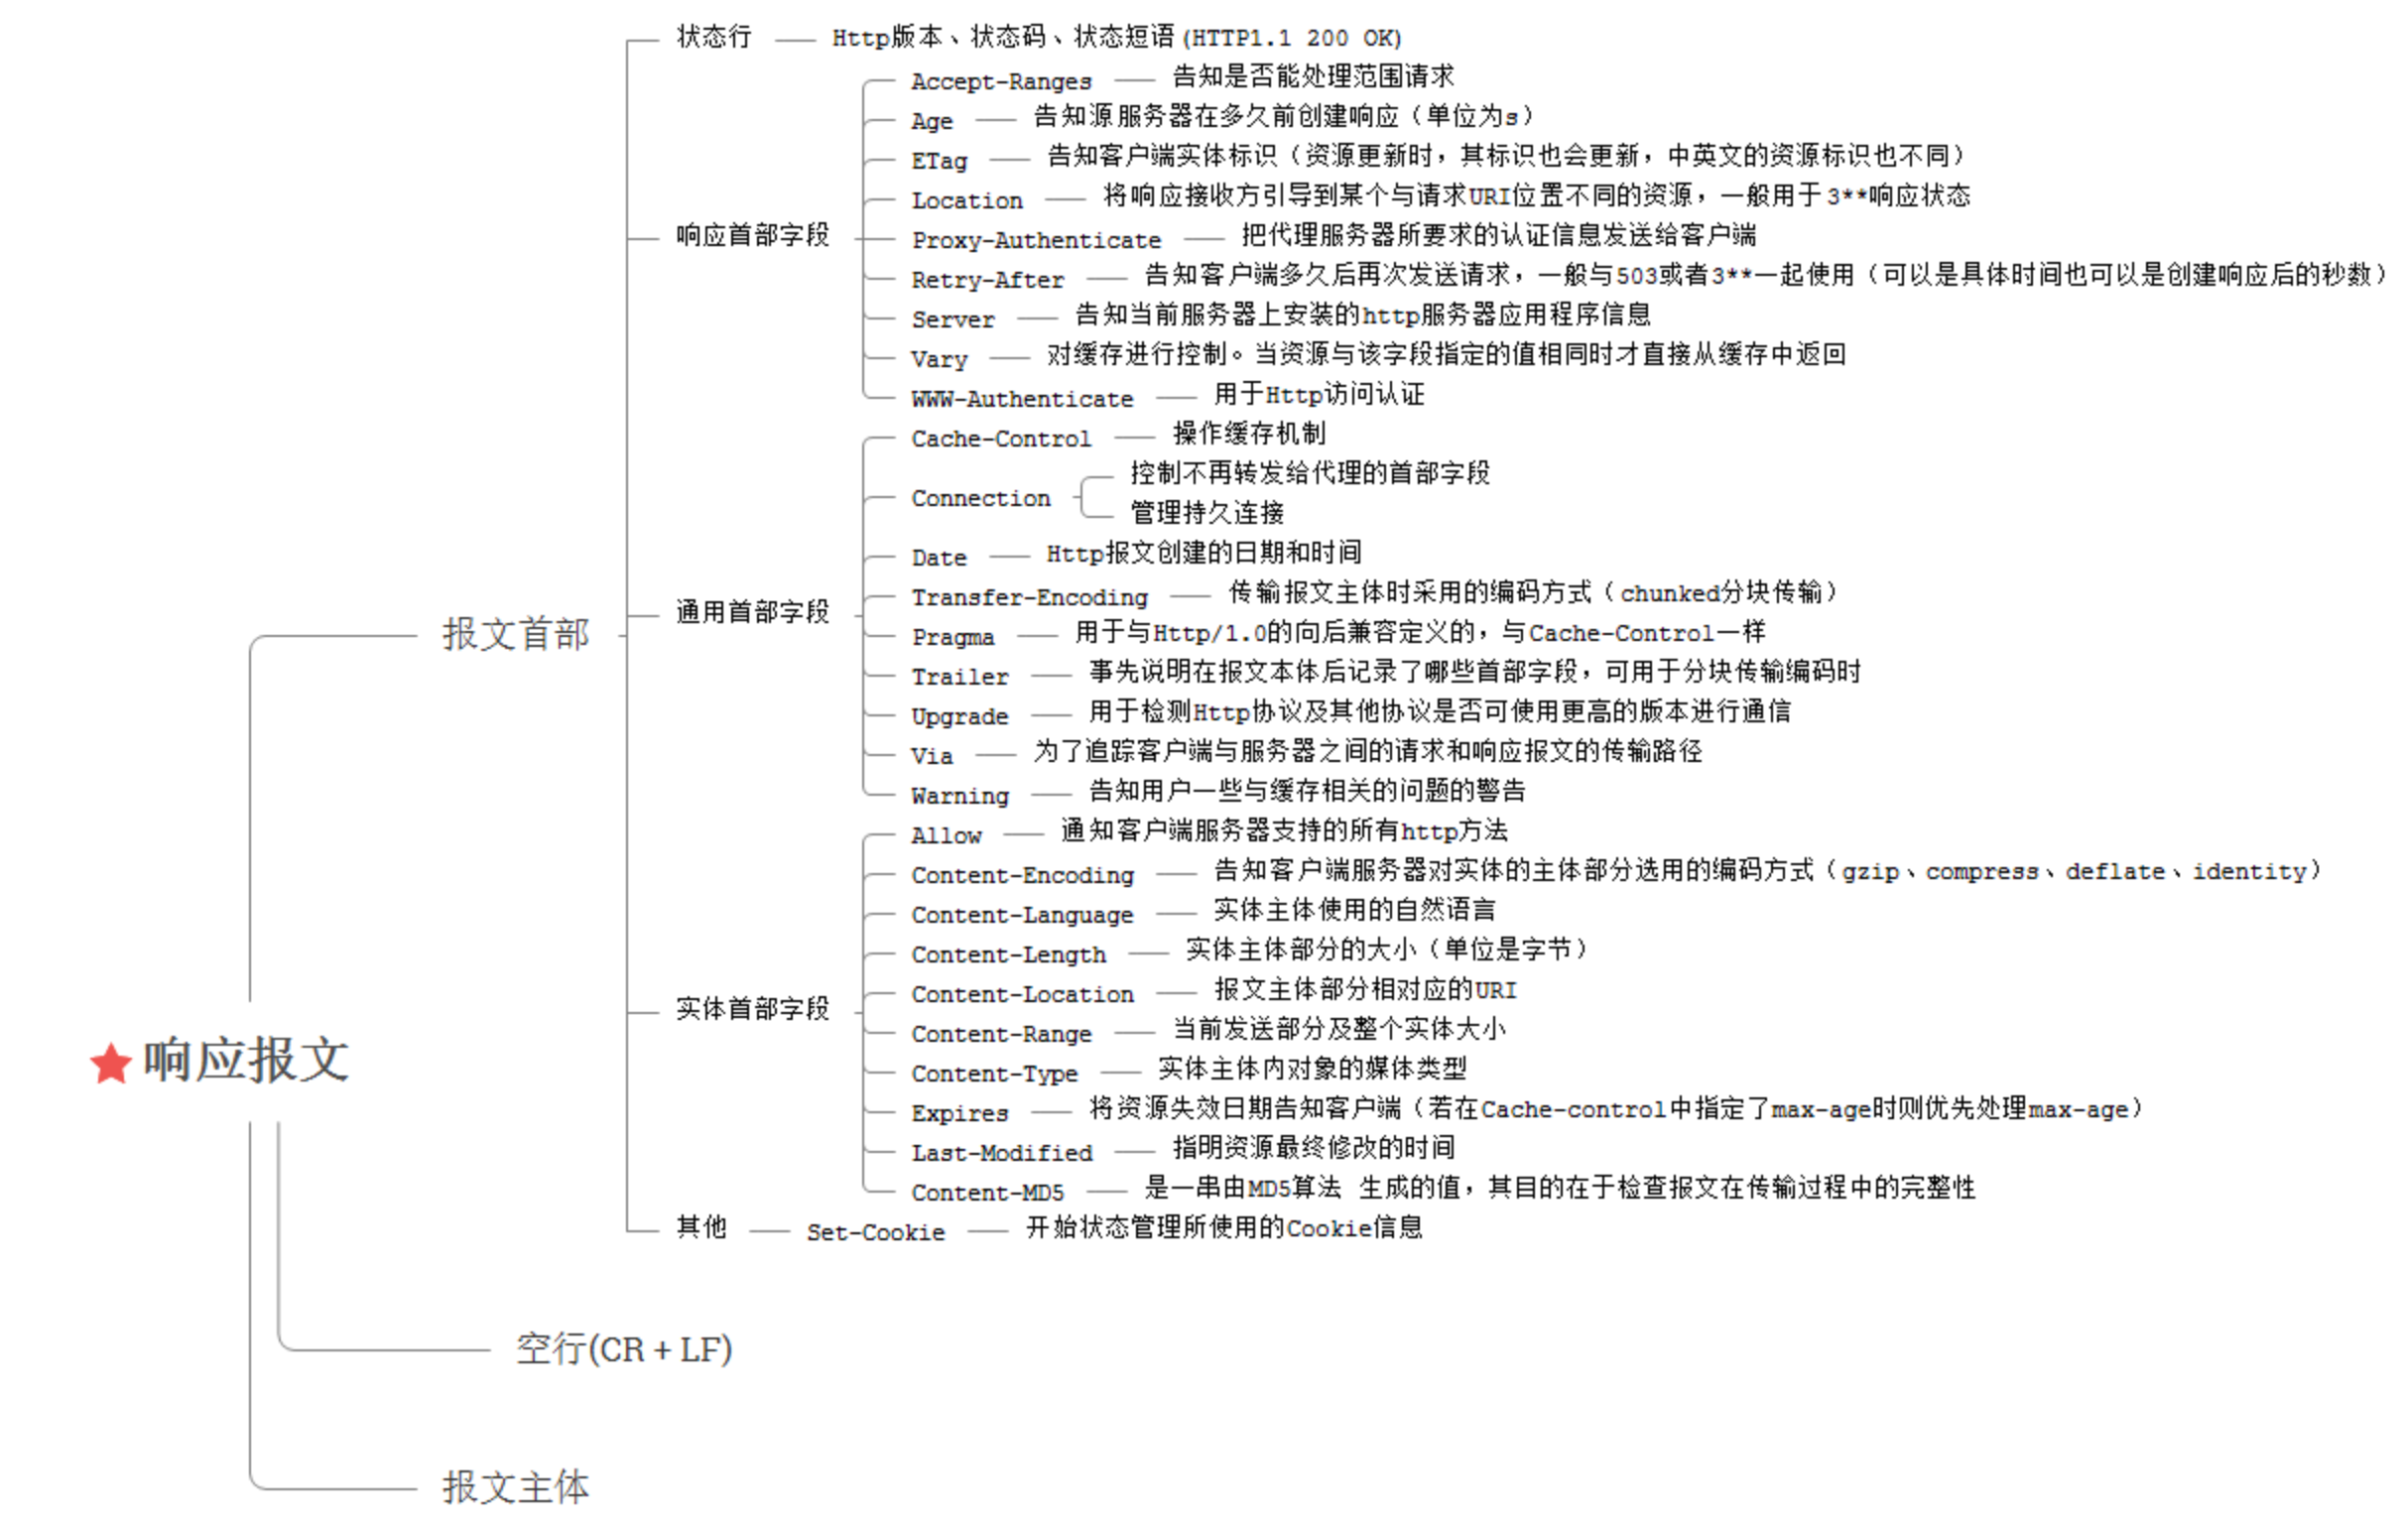 状态行 Http版本、状态码、状态短语(HTTP1.1 200 OK)
Accept-Ranges 告知是否能处理范围请求
Age 告知源服务器在多久前创建响应（单位为s）
ETag 告知客户端实体标识（资源更新时，其标识也会更新，中英文的资源标识也不同）
Location 将响应接收方引导到某个与请求URI位置不同的资源，一般用于3**响应状态
响应首部字段 Proxy-Authenticate 把代理服务器所要求的认证信息发送给客户端
Retry-After 告知客户端多久后再次发送请求，一般与503或者3**一起使用（可以是具体时间也可以是创建响应后的秒数）
Server 告知当前服务器上安装的http服务器应用程序信息
Vary 对缓存进行控制。当资源与该字段指定的值相同时才直接从缓存中返回
WWW-Authenticate 用于Http访问认证
Cache-Control 操作缓存机制
控制不再转发给代理的首部字段
Connection
管理持久连接
Date Http报文创建的日期和时间
Transfer-Encoding 传输报文主体时采用的编码方式（chunked分块传输）
通用首部字段
报文首部 Pragma 用于与Http/1.0的向后兼容定义的，与Cache-Control一样
Trailer 事先说明在报文本体后记录了哪些首部字段，可用于分块传输编码时
Upgrade 用于检测Http协议及其他协议是否可使用更高的版本进行通信
Via 为了追踪客户端与服务器之间的请求和响应报文的传输路径
Warning 告知用户一些与缓存相关的问题的警告
Allow 通知客户端服务器支持的所有http方法
Content-Encoding 告知客户端服务器对实体的主体部分选用的编码方式（gzip、compress、deflate、identity）
Content-Language 实体主体使用的自然语言
Content-Length 实体主体部分的大小（单位是字节）
Content-Location 报文主体部分相对应的URI
实体首部字段
Content-Range 当前发送部分及整个实体大小
响应报文
Content-Type 实体主体内对象的媒体类型
Expires 将资源失效日期告知客户端（若在Cache-control中指定了max-age时则优先处理max-age）
Last-Modified 指明资源最终修改的时间
Content-MD5 是一串由MD5算法 生成的值，其目的在于检查报文在传输过程中的完整性
其他 Set-Cookie 开始状态管理所使用的Cookie信息
空行(CR + LF)
报文主体